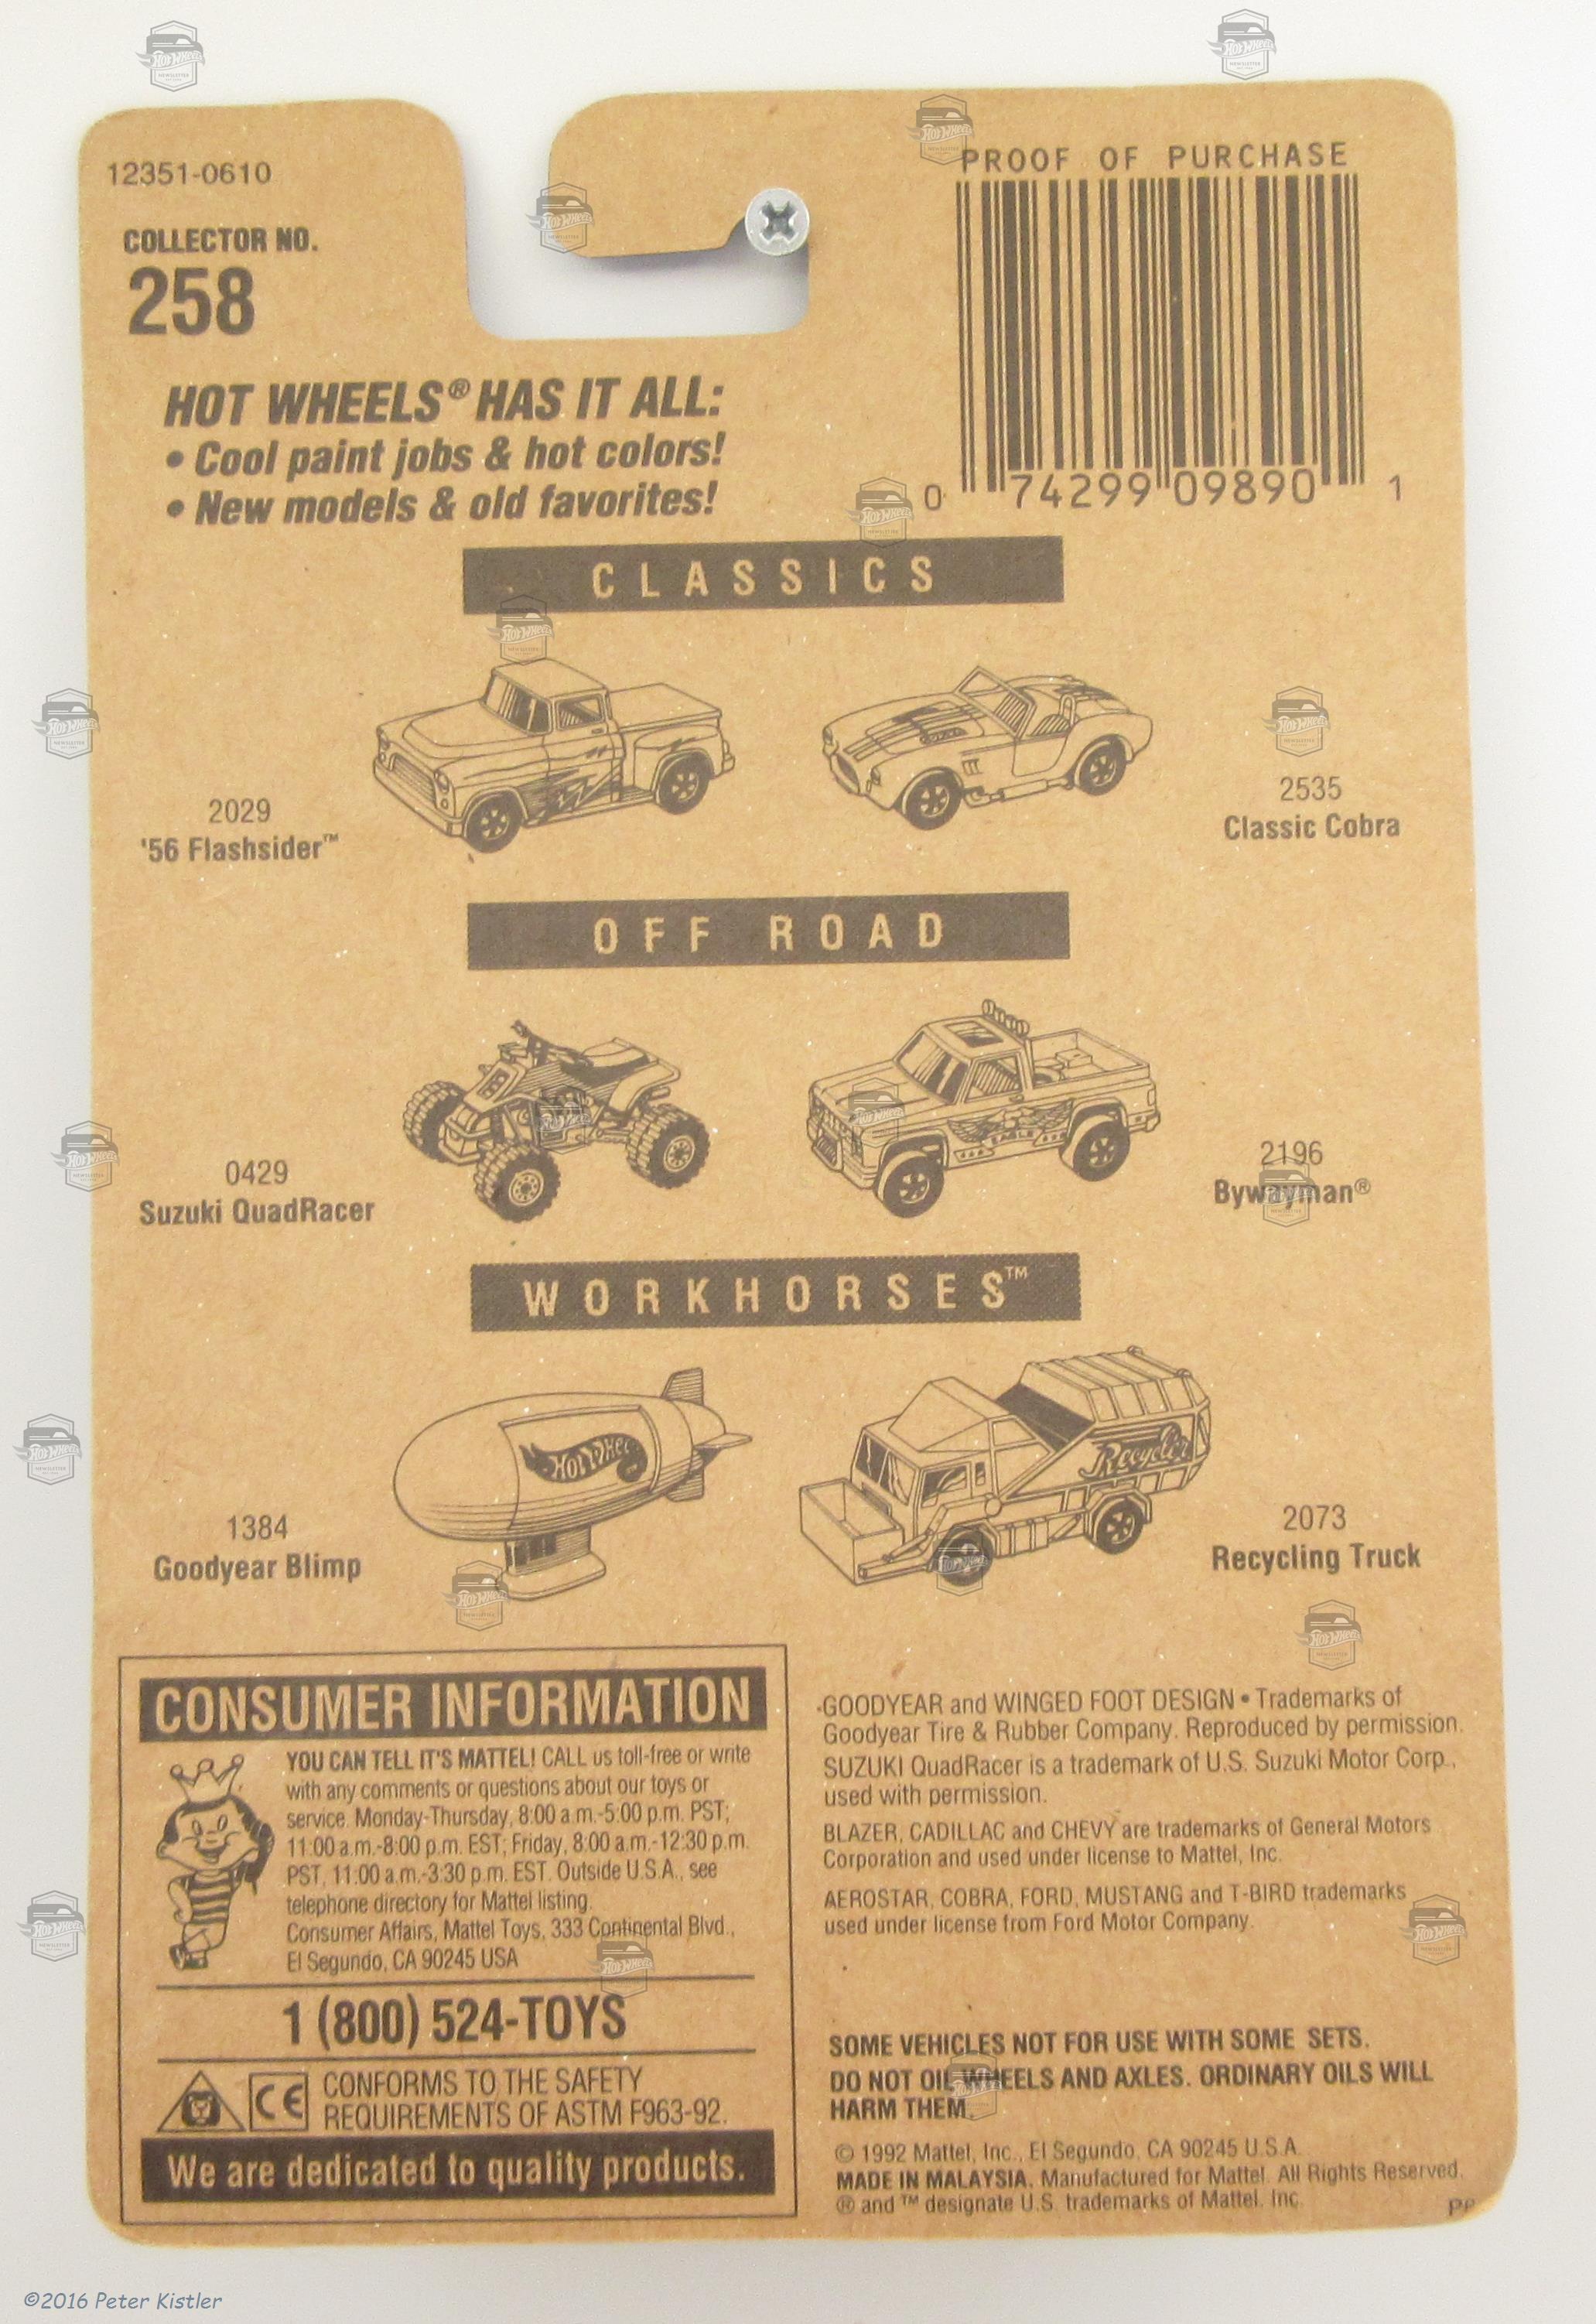 12351-0610
COLLECTOR NO.
258
PROOF OF PURCHASE
0 74299 09890 1
HOT WHEELS® HAS IT ALL:
• Cool paint jobs & hot colors!
• New models & old favorites!
CLASSICS
2029
'56 Flashsider™
2535
Classic Cobra
OFF ROAD
0429
Suzuki QuadRacer
EAGLE
2196
Bywayman®
WORKHORSES™
HOT WHEELS
1384
Goodyear Blimp
Recycler
2073
Recycling Truck
CONSUMER INFORMATION
YOU CAN TELL IT'S MATTEL! CALL us toll-free or write
with any comments or questions about our toys or
service. Monday-Thursday, 8:00 a.m.-5:00 p.m. PST;
11:00 a.m.-8:00 p.m. EST; Friday, 8:00 a.m.-12:30 p.m.
PST, 11:00 a.m.-3:30 p.m. EST. Outside U.S.A., see
telephone directory for Mattel listing.
Consumer Affairs, Mattel Toys, 333 Continental Blvd.,
El Segundo, CA 90245 USA
1 (800) 524-TOYS
CE
CONFORMS TO THE SAFETY
REQUIREMENTS OF ASTM F963-92.
We are dedicated to quality products.
GOODYEAR and WINGED FOOT DESIGN • Trademarks of
Goodyear Tire & Rubber Company. Reproduced by permission.
SUZUKI QuadRacer is a trademark of U.S. Suzuki Motor Corp.,
used with permission.
BLAZER, CADILLAC and CHEVY are trademarks of General Motors
Corporation and used under license to Mattel, Inc.
AEROSTAR, COBRA, FORD, MUSTANG and T-BIRD trademarks
used under license from Ford Motor Company.
SOME VEHICLES NOT FOR USE WITH SOME SETS.
DO NOT OIL WHEELS AND AXLES. ORDINARY OILS WILL
HARM THEM.
© 1992 Mattel, Inc., El Segundo, CA 90245 U.S.A.
MADE IN MALAYSIA. Manufactured for Mattel. All Rights Reserved.
® and ™ designate U.S. trademarks of Mattel, Inc.
©2016 Peter Kistler